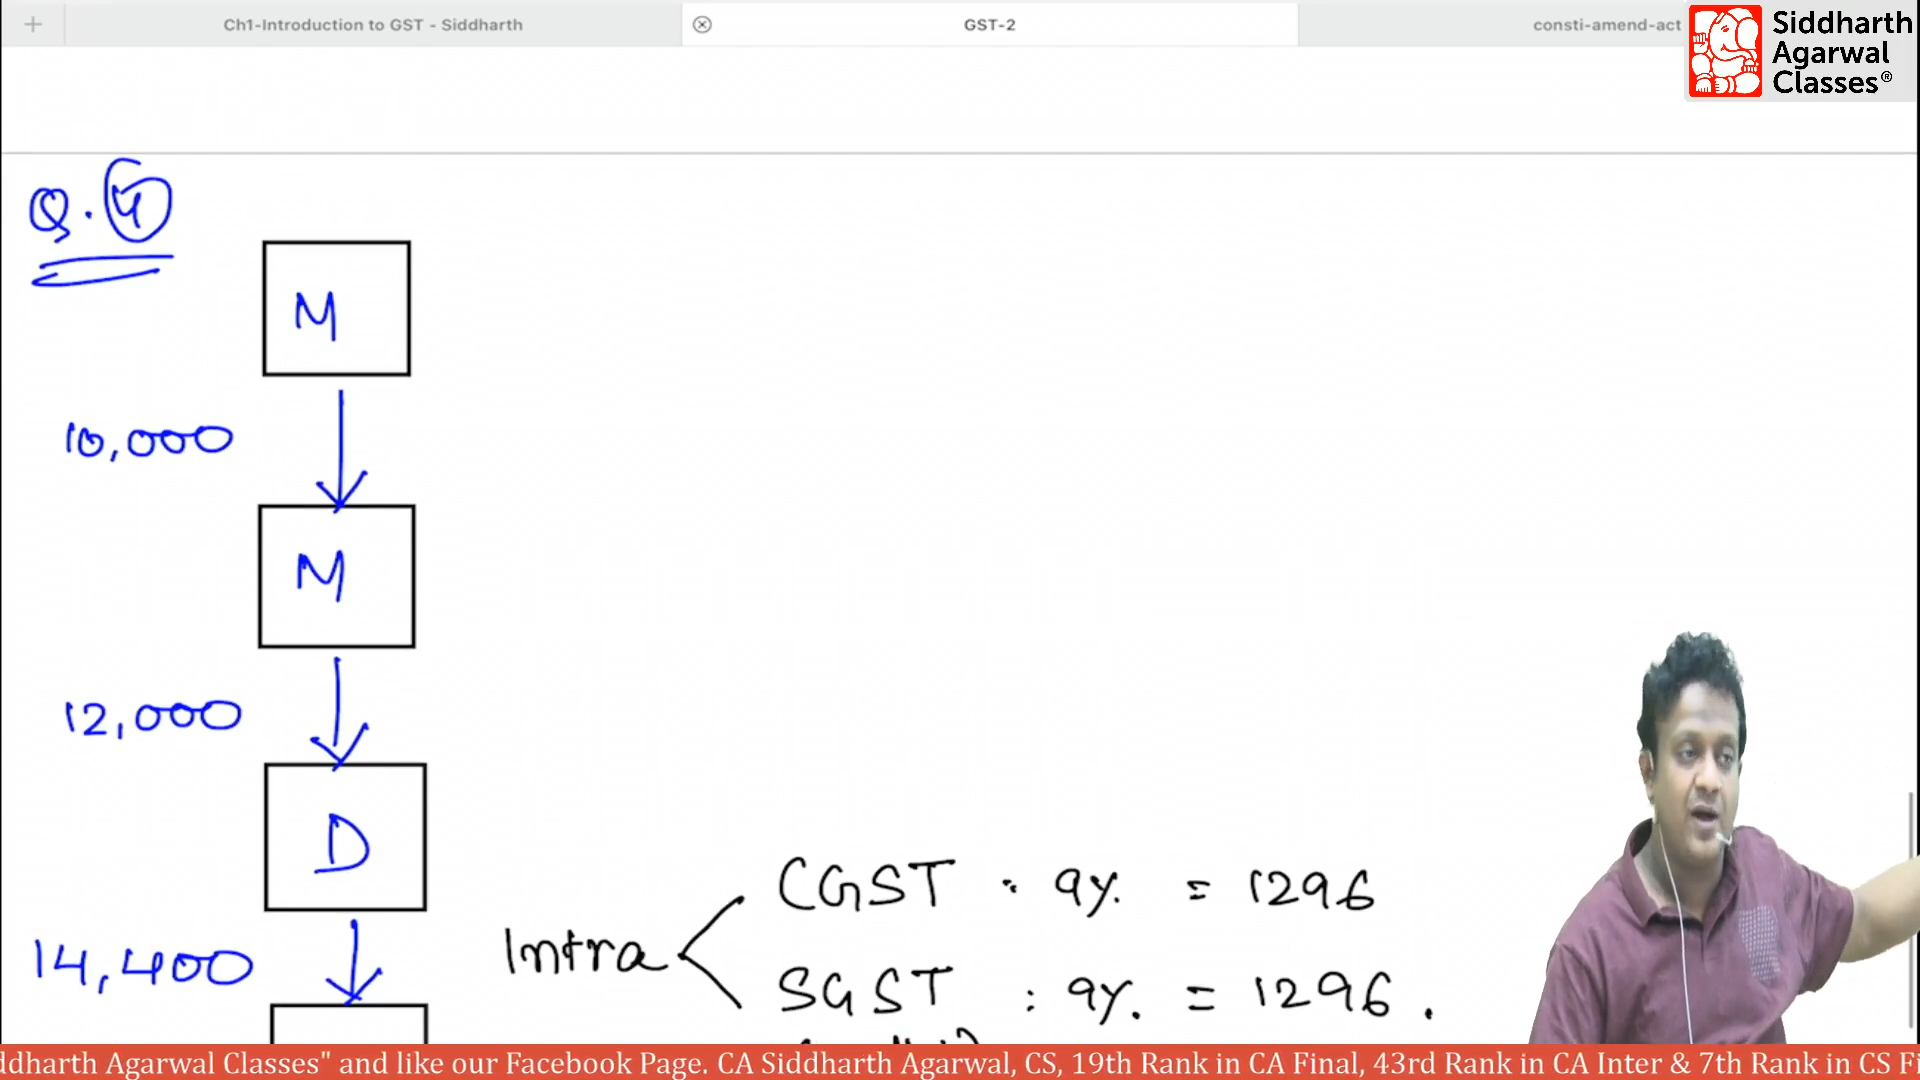 Ch1-Introduction to GST - Siddharth
GST-2
consti-amend-act
Siddharth
Agarwal
Classes®
Q. 4
M
10,000
M
12,000
D
14,400
Intra
CGST : 9%. = 1296
SGST : 9%. = 1296.
ddharth Agarwal Classes" and like our Facebook Page. CA Siddharth Agarwal, CS, 19th Rank in CA Final, 43rd Rank in CA Inter & 7th Rank in CS Fi